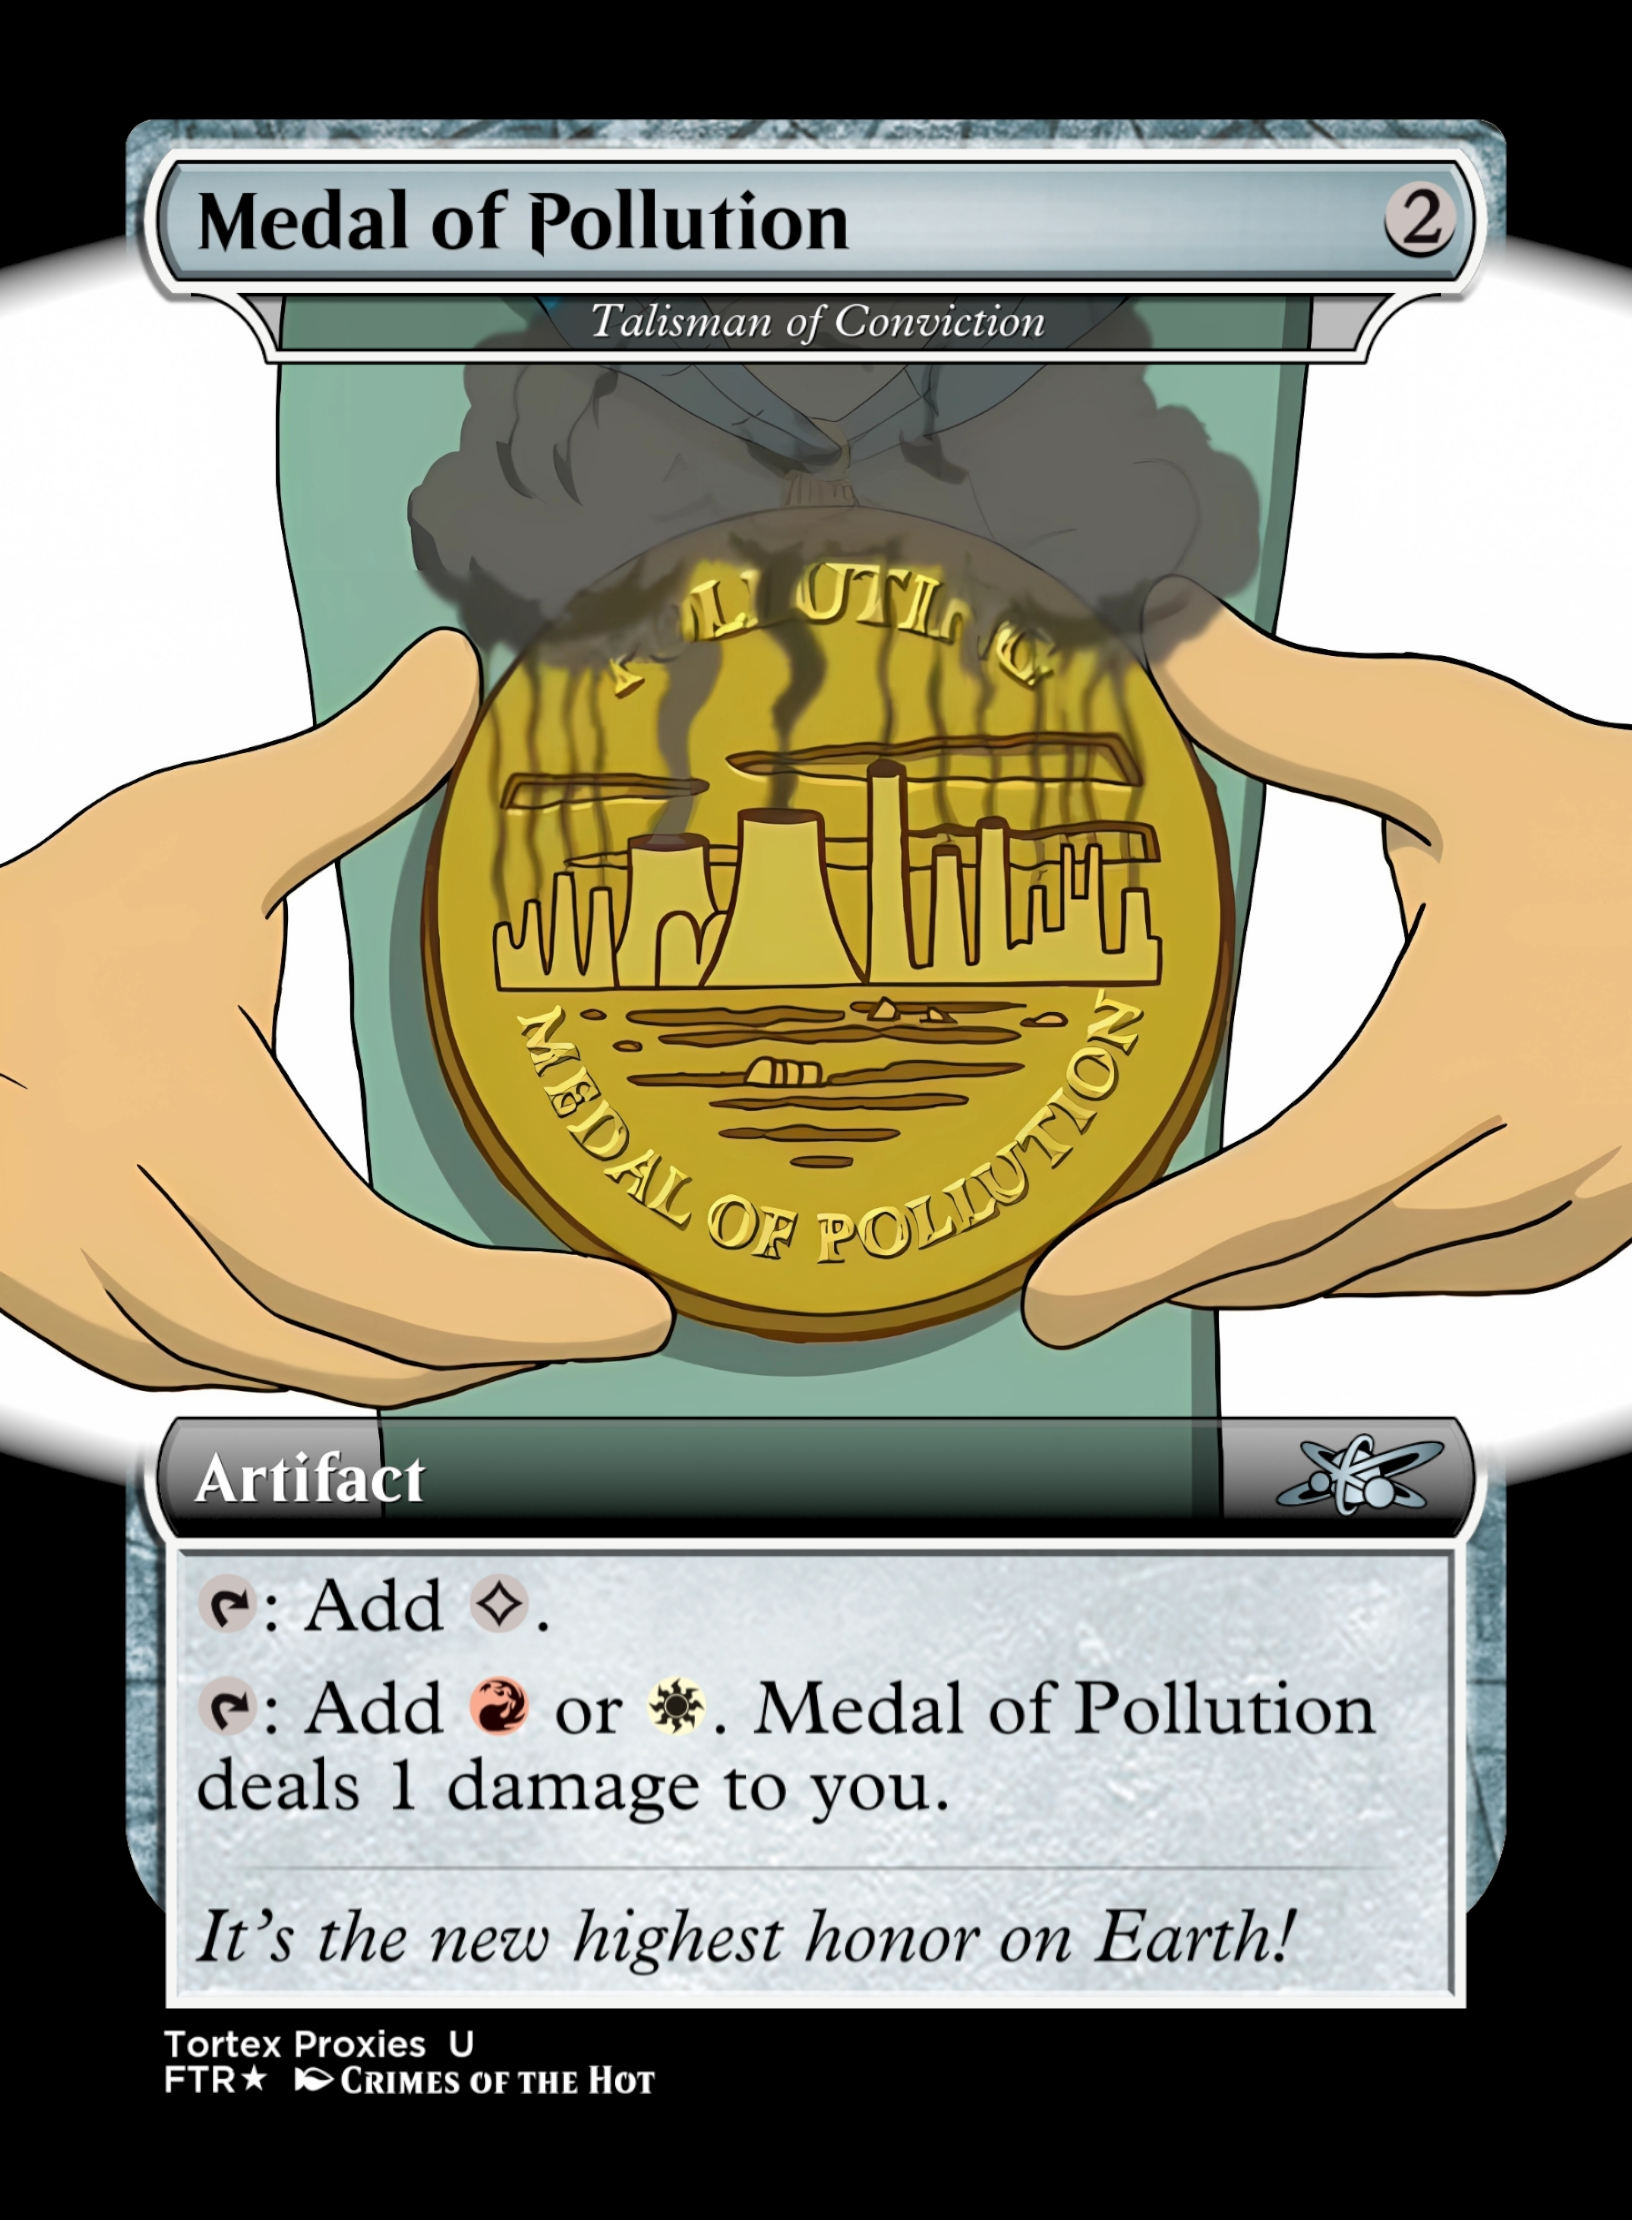 Medal of Pollution 2
Talisman of Conviction
MEDAL OF POLLUTION
Artifact
: Add .
: Add or . Medal of Pollution
deals 1 damage to you.
It's the new highest honor on Earth!
Tortex Proxies U
FTR★ CRIMES OF THE HOT